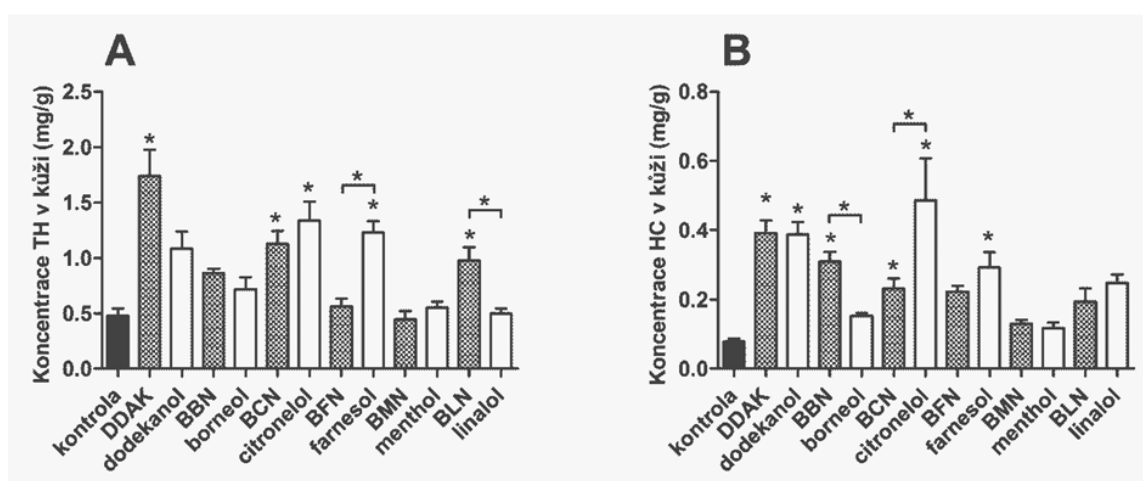 A
Koncentrace TH v kůži (mg/g)
2.5
2.0
1.5
1.0
0.5
0.0
*
*
*
*
*
*
*
kontrola
DDAK
dodekanol
BBN
borneol
BCN
citronelol
BFN
farnesol
BMN
menthol
BLN
linalol
B
Koncentrace HC v kůži (mg/g)
0.8
0.6
0.4
0.2
0.0
*
*
*
*
*
*
*
*
kontrola
DDAK
dodekanol
BBN
borneol
BCN
citronelol
BFN
farnesol
BMN
menthol
BLN
linalol